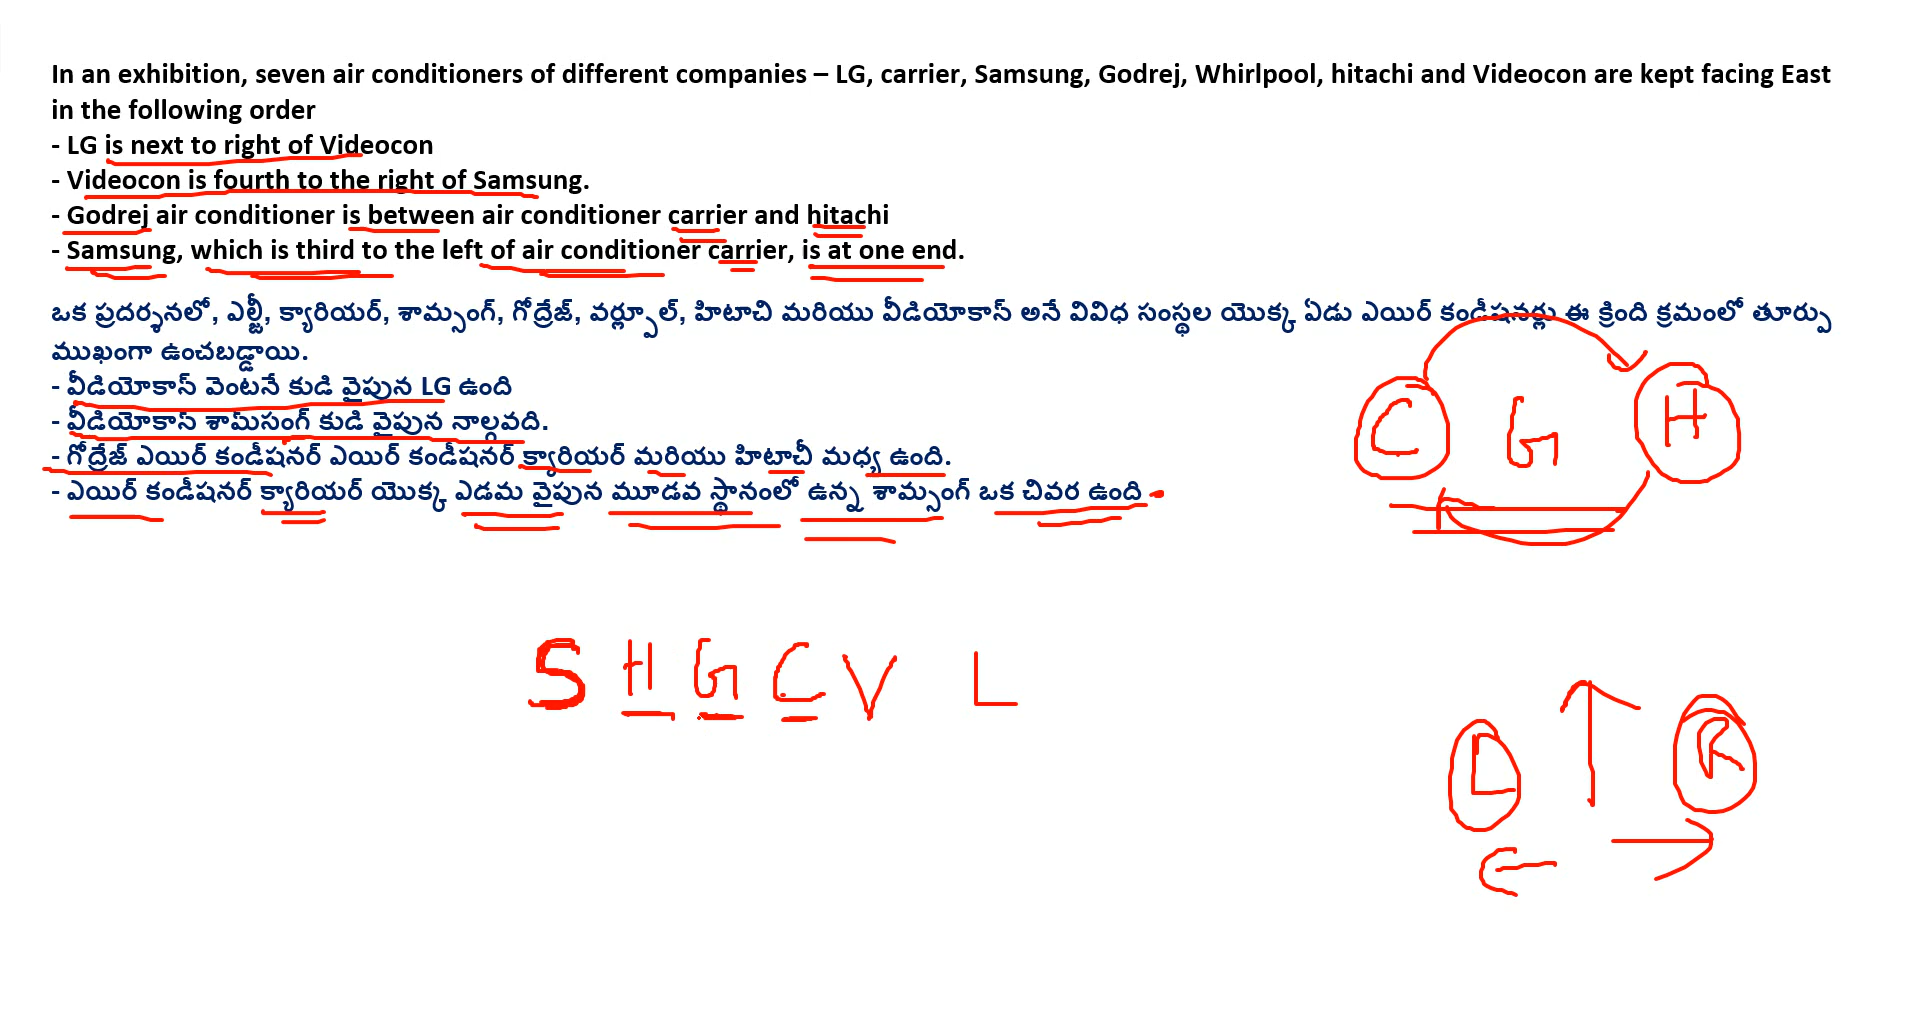 In an exhibition, seven air conditioners of different companies – LG, carrier, Samsung, Godrej, Whirlpool, hitachi and Videocon are kept facing East
in the following order
- LG is next to right of Videocon
- Videocon is fourth to the right of Samsung.
- Godrej air conditioner is between air conditioner carrier and hitachi
- Samsung, which is third to the left of air conditioner carrier, is at one end.
ఒక ప్రదర్శనలో, ఎల్జీ, క్యారియర్, శామ్సంగ్, గోద్రేజ్, వర్ల్పూల్, హిటాచి మరియు వీడియోకాస్ అనే వివిధ సంస్థల యొక్క ఏడు ఎయిర్ కండీషనర్లు ఈ క్రింది క్రమంలో తూర్పు
ముఖంగా ఉంచబడ్డాయి.
- వీడియోకాస్ వెంటనే కుడి వైపున LG ఉంది
- వీడియోకాస్ శామ్‌సంగ్ కుడి వైపున నాల్గవది.
- గోద్రేజ్ ఎయిర్ కండీషనర్ ఎయిర్ కండీషనర్ క్యారియర్ మరియు హిటాచీ మధ్య ఉంది.
- ఎయిర్ కండీషనర్ క్యారియర్ యొక్క ఎడమ వైపున మూడవ స్థానంలో ఉన్న శామ్సంగ్ ఒక చివర ఉంది
C G H
S H G C V L
L R